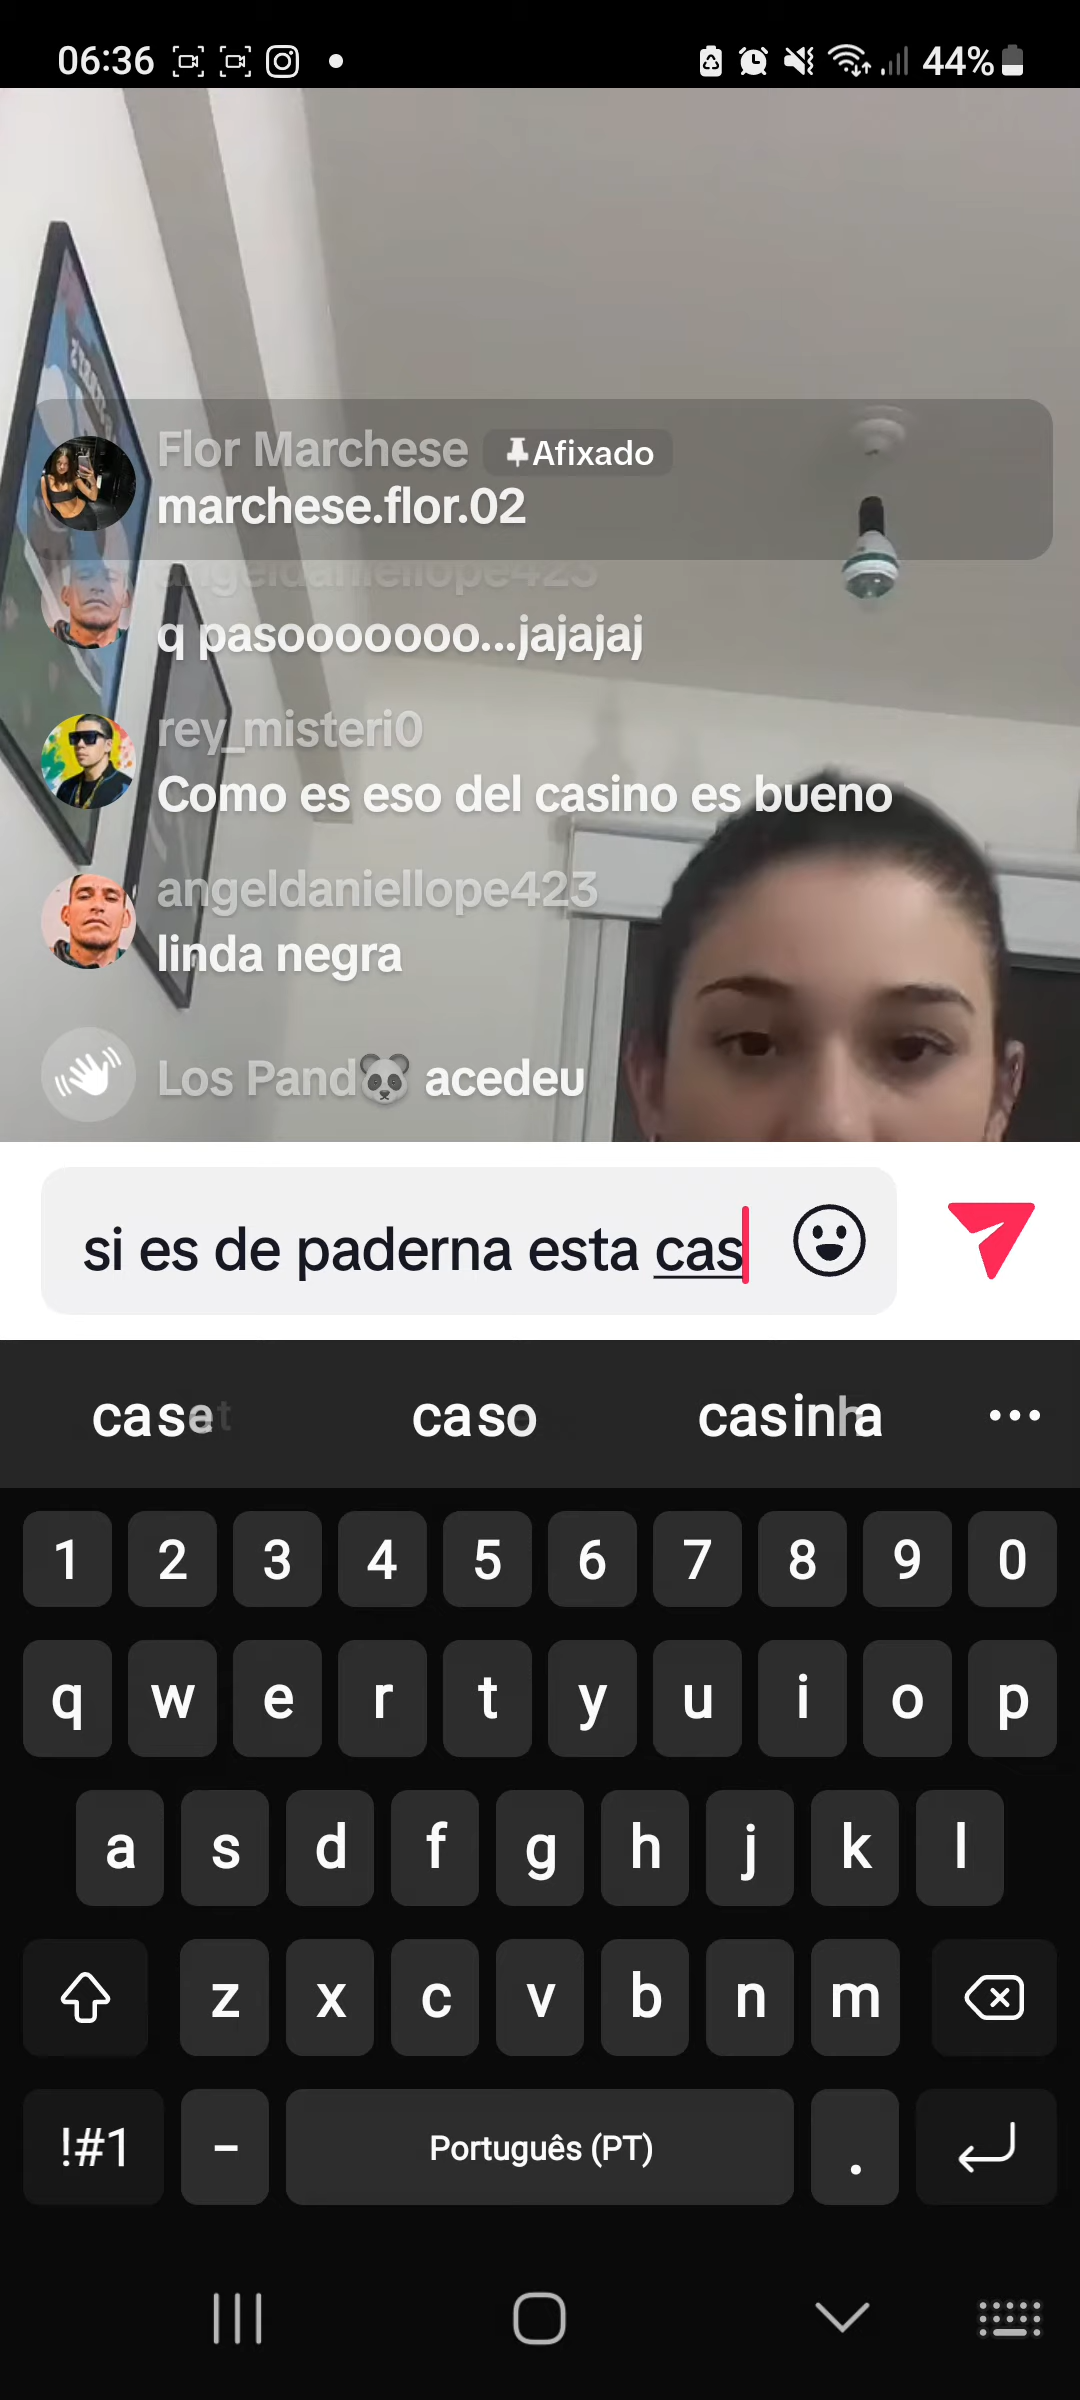 06:36
44%
Flor Marchese Afixado
marchese.flor.02
angeldaniellope423
q pasooooooo...jajajaj
rey_misteri0
Como es eso del casino es bueno
angeldaniellope423
linda negra
Los Pand🐼 acedeu
si es de paderna esta cas
case caso casinha
1 2 3 4 5 6 7 8 9 0
q w e r t y u i o p
a s d f g h j k l
z x c v b n m
!#1 - Português (PT) .